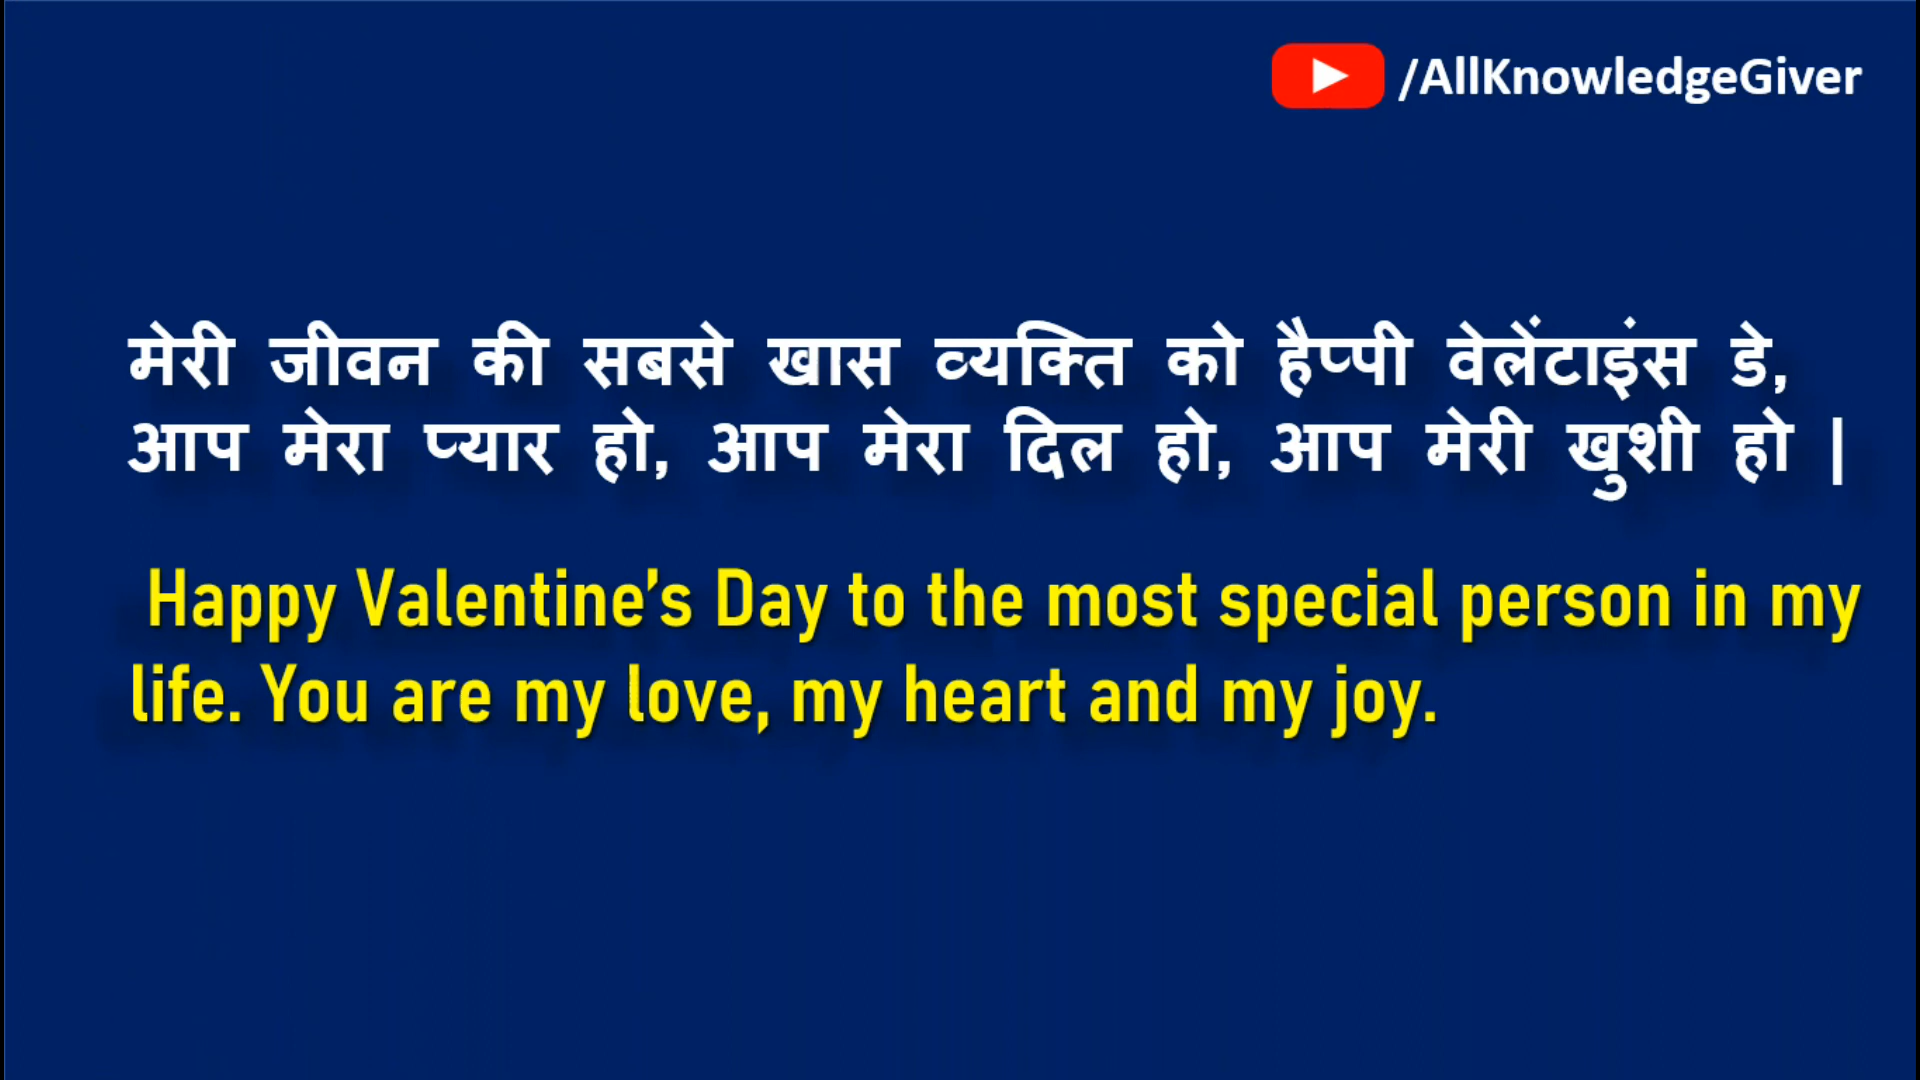 /AllKnowledgeGiver
मेरी जीवन की सबसे खास व्यक्ति को हैप्पी वेलेंटाइंस डे,
आप मेरा प्यार हो, आप मेरा दिल हो, आप मेरी खुशी हो |
Happy Valentine’s Day to the most special person in my
life. You are my love, my heart and my joy.